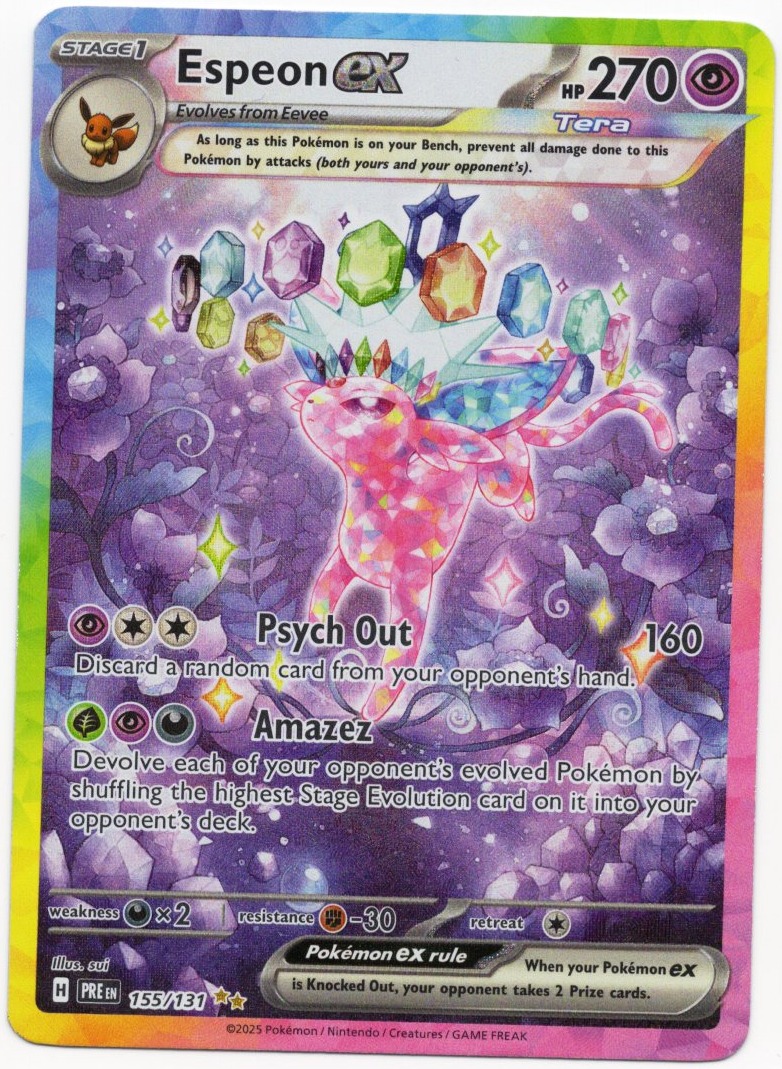 STAGE1
Espeon ex
HP 270
Evolves from Eevee
Tera
As long as this Pokémon is on your Bench, prevent all damage done to this
Pokémon by attacks (both yours and your opponent's).
Psych Out 160
Discard a random card from your opponent's hand.
Amazez
Devolve each of your opponent's evolved Pokémon by
shuffling the highest Stage Evolution card on it into your
opponent's deck.
weakness ×2 resistance -30 retreat
Illus. sui
Pokémon ex rule
When your Pokémon ex
is Knocked Out, your opponent takes 2 Prize cards.
H PRE EN 155/131
©2025 Pokémon / Nintendo / Creatures / GAME FREAK